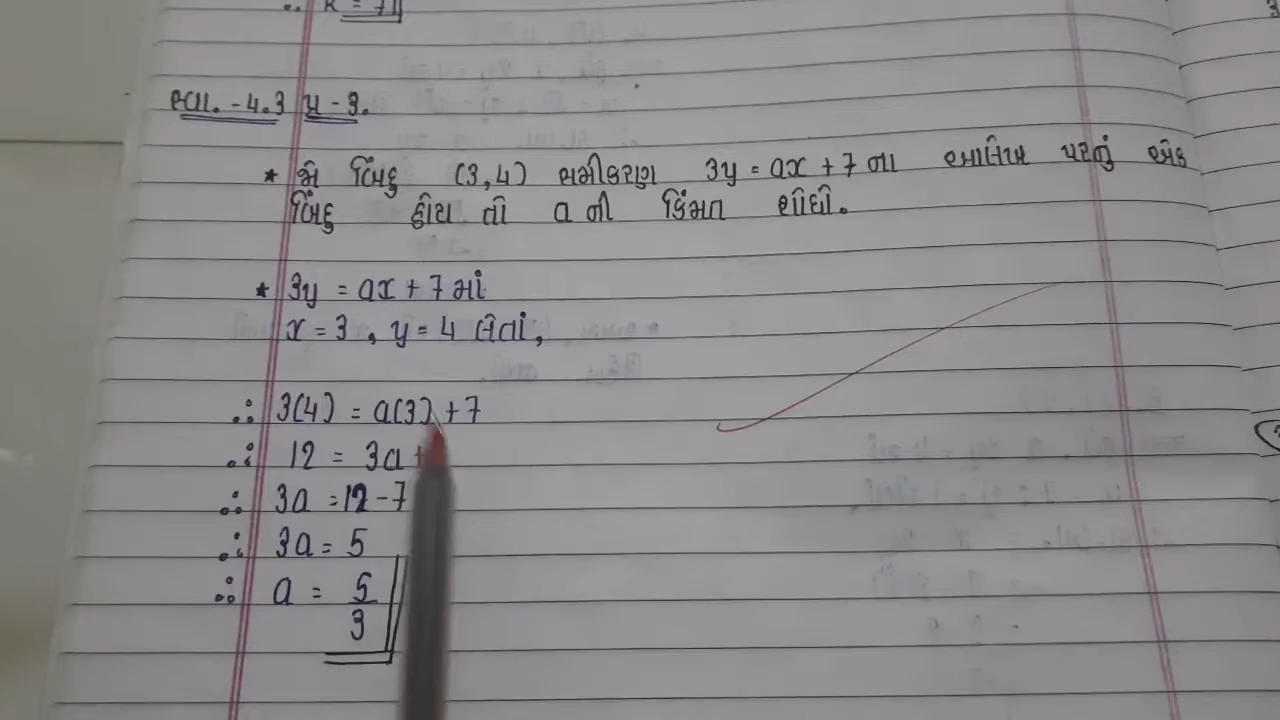 ∴ k = 71
સ્વા. - 4.3 પ્ર - 3.
* જો બિંદુ (3,4) સમીકરણ 3y = ax + 7 ના આલેખ પરનું એક
બિંદુ હોય તો a ની કિંમત શોધો.
* 3y = ax + 7 માં
x = 3, y = 4 લેતાં,
∴ 3(4) = a(3) + 7
∴ 12 = 3a +
∴ 3a = 12 - 7
∴ 3a = 5
∴ a = 5/3